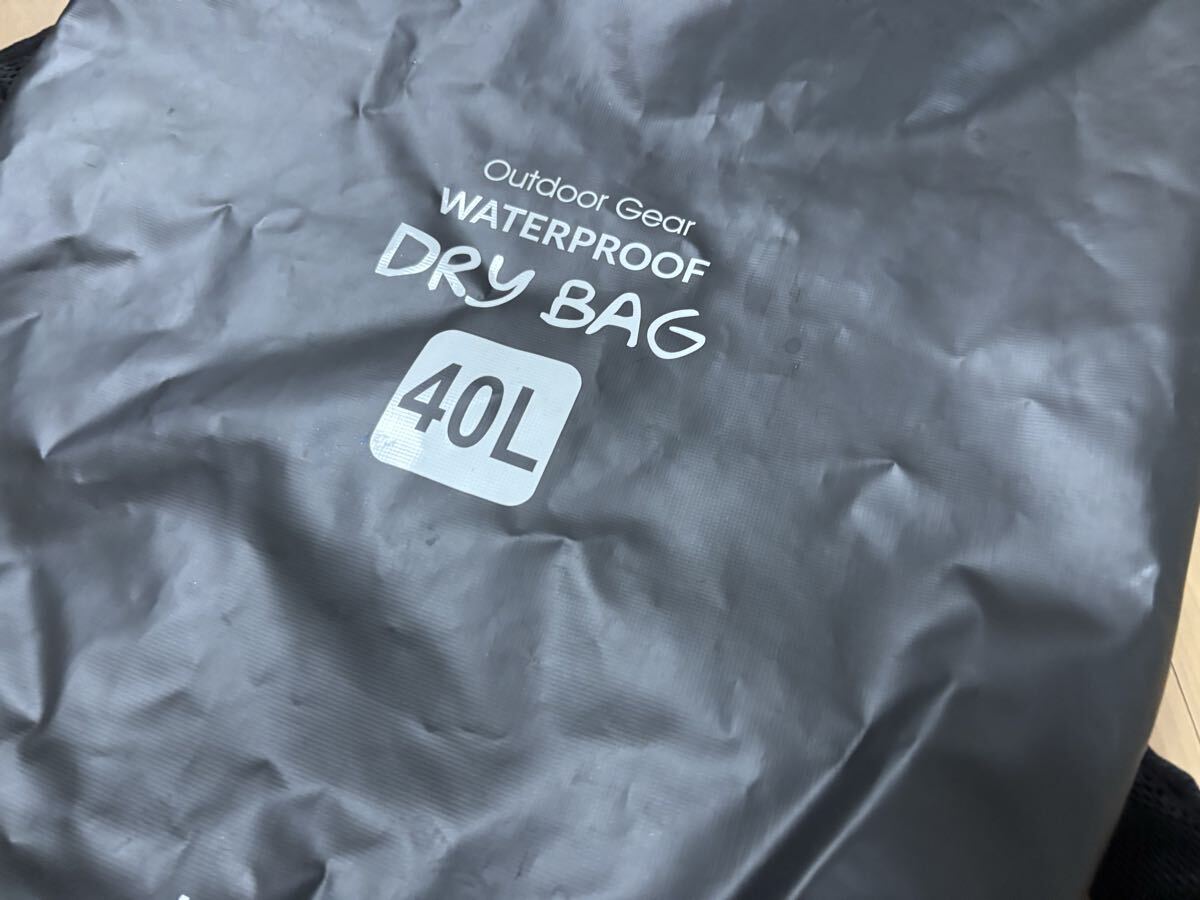 Outdoor Gear
WATERPROOF
DRY BAG
40L